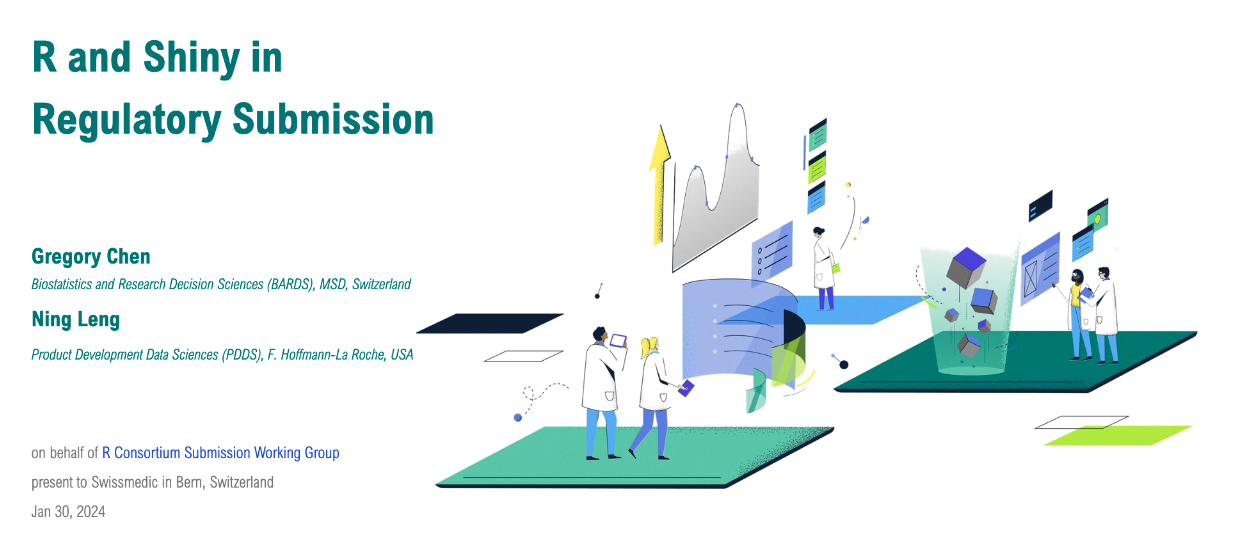 R and Shiny in
Regulatory Submission
Gregory Chen
Biostatistics and Research Decision Sciences (BARDS), MSD, Switzerland
Ning Leng
Product Development Data Sciences (PDDS), F. Hoffmann-La Roche, USA
on behalf of R Consortium Submission Working Group
present to Swissmedic in Bern, Switzerland
Jan 30, 2024